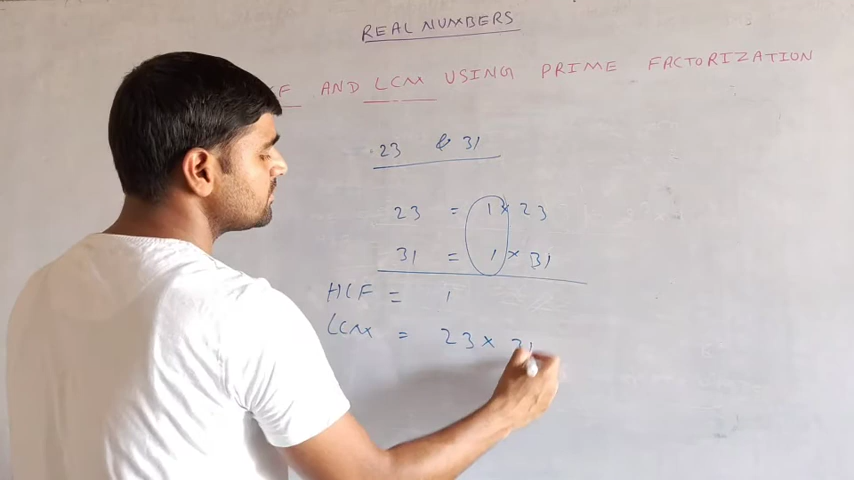 REAL NUMBERS
AND LCM USING PRIME FACTORIZATION
23 & 31
23 = 1 × 23
31 = 1 × 31
HCF = 1
LCM = 23 × 31